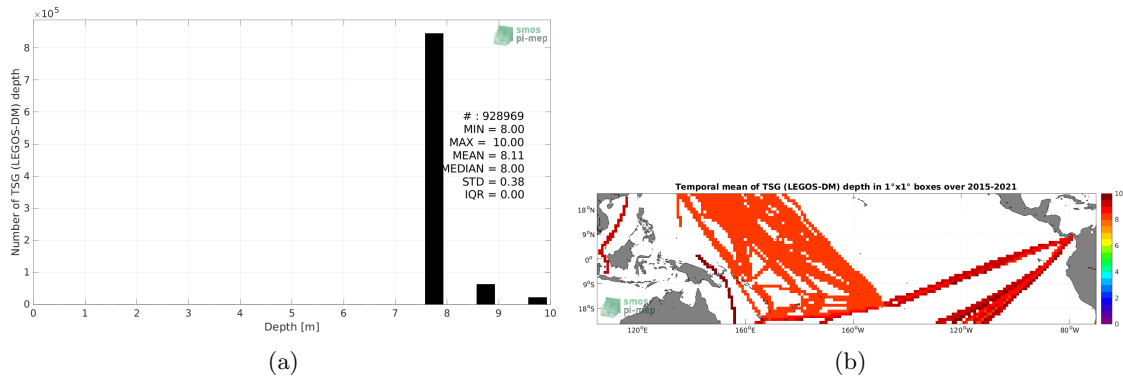 ×10⁵
8
7
6
5
4
3
2
1
0
Number of TSG (LEGOS-DM) depth
smos
pi-mep
# : 928969
MIN = 8.00
MAX = 10.00
MEAN = 8.11
MEDIAN = 8.00
STD = 0.38
IQR = 0.00
0 1 2 3 4 5 6 7 8 9 10
Depth [m]
(a)
Temporal mean of TSG (LEGOS-DM) depth in 1°x1° boxes over 2015-2021
18°N
9°N
0°
9°S
18°S
smos
pi-mep
120°E 160°E 160°W 120°W 80°W
10
8
6
4
2
0
(b)